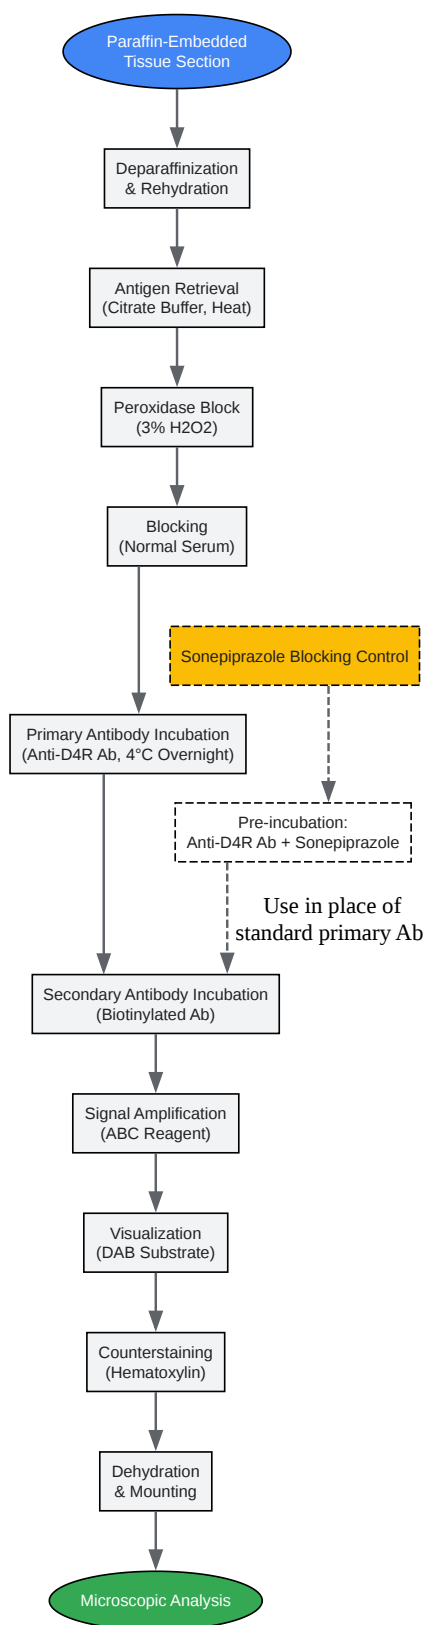 Paraffin-Embedded
Tissue Section
Deparaffinization
& Rehydration
Antigen Retrieval
(Citrate Buffer, Heat)
Peroxidase Block
(3% H2O2)
Blocking
(Normal Serum)
Sonepiprazole Blocking Control
Primary Antibody Incubation
(Anti-D4R Ab, 4°C Overnight)
Pre-incubation:
Anti-D4R Ab + Sonepiprazole
Use in place of
standard primary Ab
Secondary Antibody Incubation
(Biotinylated Ab)
Signal Amplification
(ABC Reagent)
Visualization
(DAB Substrate)
Counterstaining
(Hematoxylin)
Dehydration
& Mounting
Microscopic Analysis